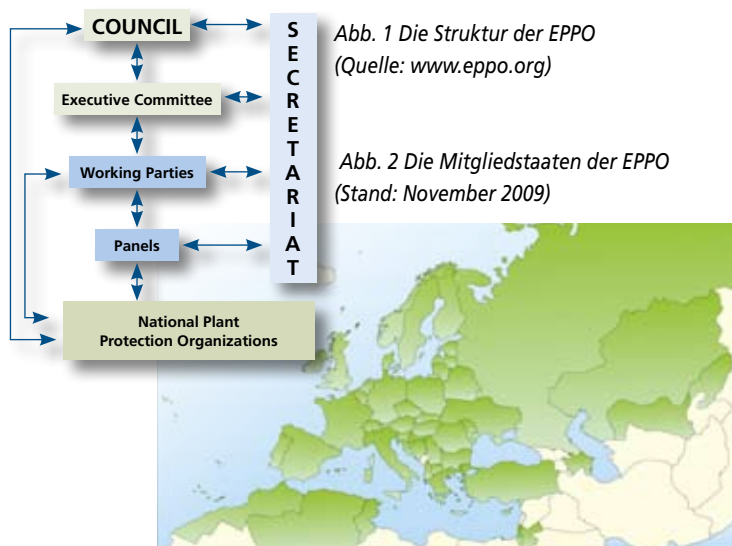 COUNCIL
Executive Committee
Working Parties
Panels
National Plant
Protection Organizations
S
E
C
R
E
T
A
R
I
A
T
Abb. 1 Die Struktur der EPPO
(Quelle: www.eppo.org)
Abb. 2 Die Mitgliedstaaten der EPPO
(Stand: November 2009)